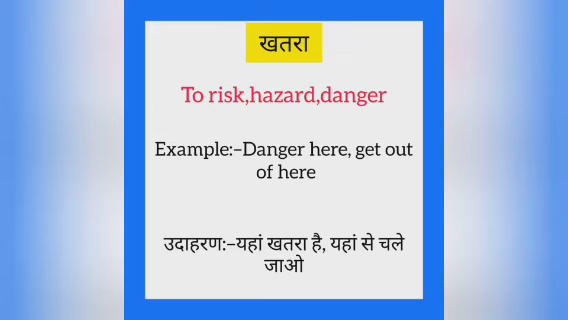 खतरा
To risk,hazard,danger
Example:–Danger here, get out
of here
उदाहरण:–यहां खतरा है, यहां से चले
जाओ